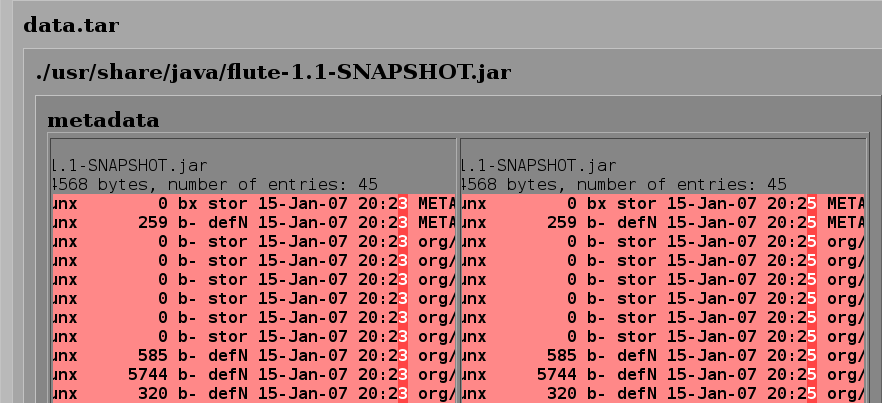 data.tar
./usr/share/java/flute-1.1-SNAPSHOT.jar
metadata
1.1-SNAPSHOT.jar
4568 bytes, number of entries: 45
unx 0 bx stor 15-Jan-07 20:23 META
unx 259 b- defN 15-Jan-07 20:23 META
unx 0 b- stor 15-Jan-07 20:23 org/
unx 0 b- stor 15-Jan-07 20:23 org/
unx 0 b- stor 15-Jan-07 20:23 org/
unx 0 b- stor 15-Jan-07 20:23 org/
unx 0 b- stor 15-Jan-07 20:23 org/
unx 0 b- stor 15-Jan-07 20:23 org/
unx 585 b- defN 15-Jan-07 20:23 org/
unx 5744 b- defN 15-Jan-07 20:23 org/
unx 320 b- defN 15-Jan-07 20:23 org/
1.1-SNAPSHOT.jar
4568 bytes, number of entries: 45
unx 0 bx stor 15-Jan-07 20:25 META
unx 259 b- defN 15-Jan-07 20:25 META
unx 0 b- stor 15-Jan-07 20:25 org/
unx 0 b- stor 15-Jan-07 20:25 org/
unx 0 b- stor 15-Jan-07 20:25 org/
unx 0 b- stor 15-Jan-07 20:25 org/
unx 0 b- stor 15-Jan-07 20:25 org/
unx 0 b- stor 15-Jan-07 20:25 org/
unx 585 b- defN 15-Jan-07 20:25 org/
unx 5744 b- defN 15-Jan-07 20:25 org/
unx 320 b- defN 15-Jan-07 20:25 org/